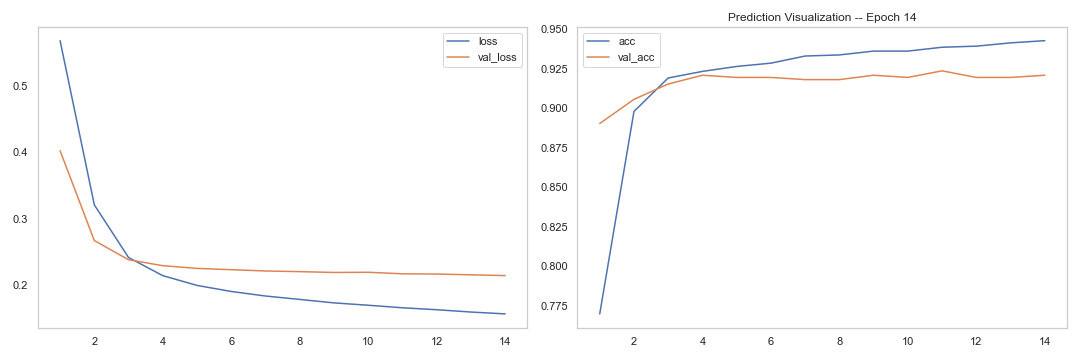 Prediction Visualization -- Epoch 14
loss
val_loss
0.5
0.4
0.3
0.2
2 4 6 8 10 12 14
acc
val_acc
0.950
0.925
0.900
0.875
0.850
0.825
0.800
0.775
2 4 6 8 10 12 14